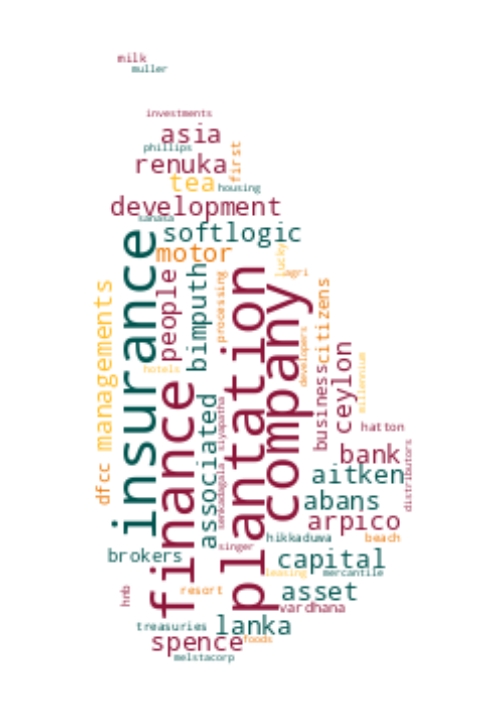 milk
muller
investments
asia
phillips
first
renuka
tea
housing
development
sanasa
softlogic
motor
lucky
agri
insurance
people
bimputh
processing
plantation
company
managements
citizens
developers
hotels
finance
associated
siyapatha
senkadagala
business
ceylon
millennium
hatton
bank
distributors
dfcc
aitken
abans
arpico
hikkaduwa
beach
singer
brokers
capital
leasing
mercantile
hnb
resort
asset
vardhana
treasuries
lanka
spence
foods
melstacorp